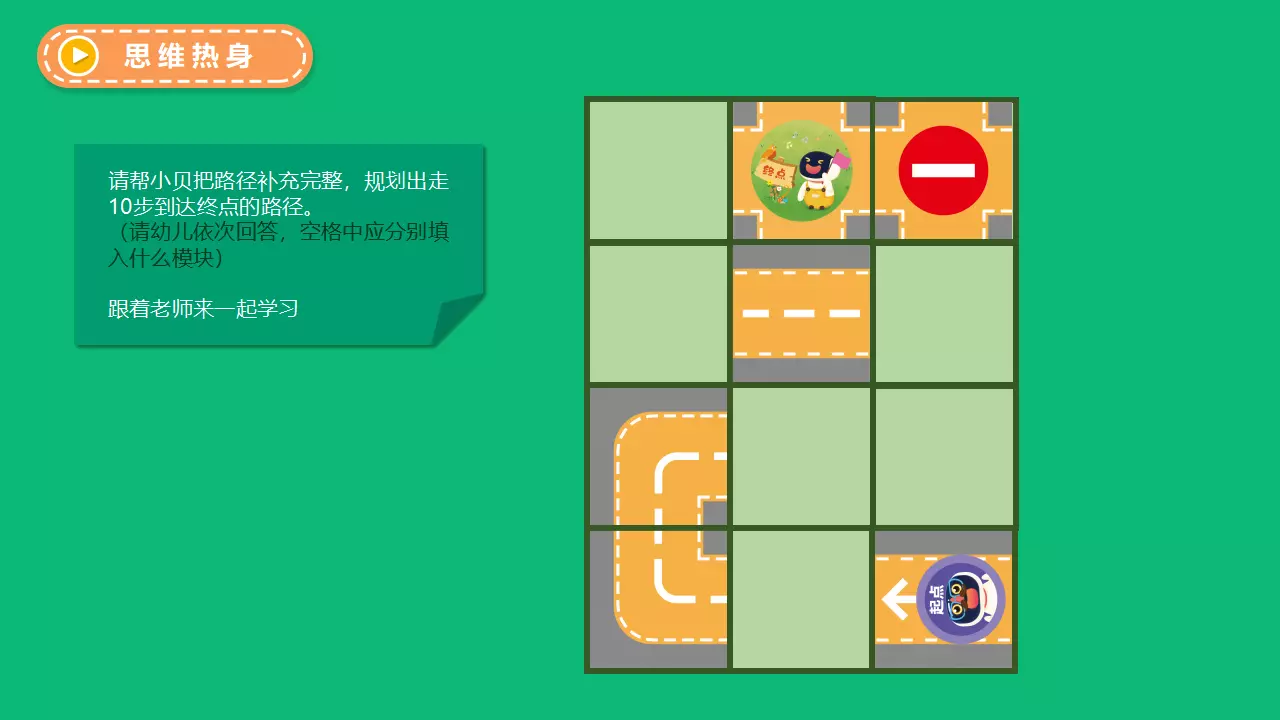 思维热身
请帮小贝把路径补充完整，规划出走
10步到达终点的路径。
（请幼儿依次回答，空格中应分别填
入什么模块）
跟着老师来一起学习
终点
起点